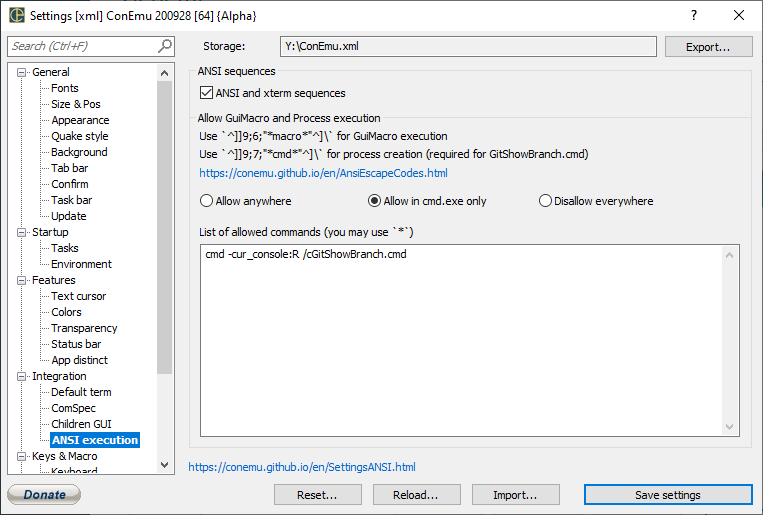 Settings [xml] ConEmu 200928 [64] {Alpha}
Search (Ctrl+F)
Storage:
Y:\ConEmu.xml
Export...
General
Fonts
Size & Pos
Appearance
Quake style
Background
Tab bar
Confirm
Task bar
Update
Startup
Tasks
Environment
Features
Text cursor
Colors
Transparency
Status bar
App distinct
Integration
Default term
ComSpec
Children GUI
ANSI execution
Keys & Macro
Keyboard
ANSI sequences
ANSI and xterm sequences
Allow GuiMacro and Process execution
Use `^]]9;6;"*macro*"^]\` for GuiMacro execution
Use `^]]9;7;"*cmd*"^]\` for process creation (required for GitShowBranch.cmd)
https://conemu.github.io/en/AnsiEscapeCodes.html
Allow anywhere
Allow in cmd.exe only
Disallow everywhere
List of allowed commands (you may use `*`)
cmd -cur_console:R /cGitShowBranch.cmd
https://conemu.github.io/en/SettingsANSI.html
Donate
Reset...
Reload...
Import...
Save settings